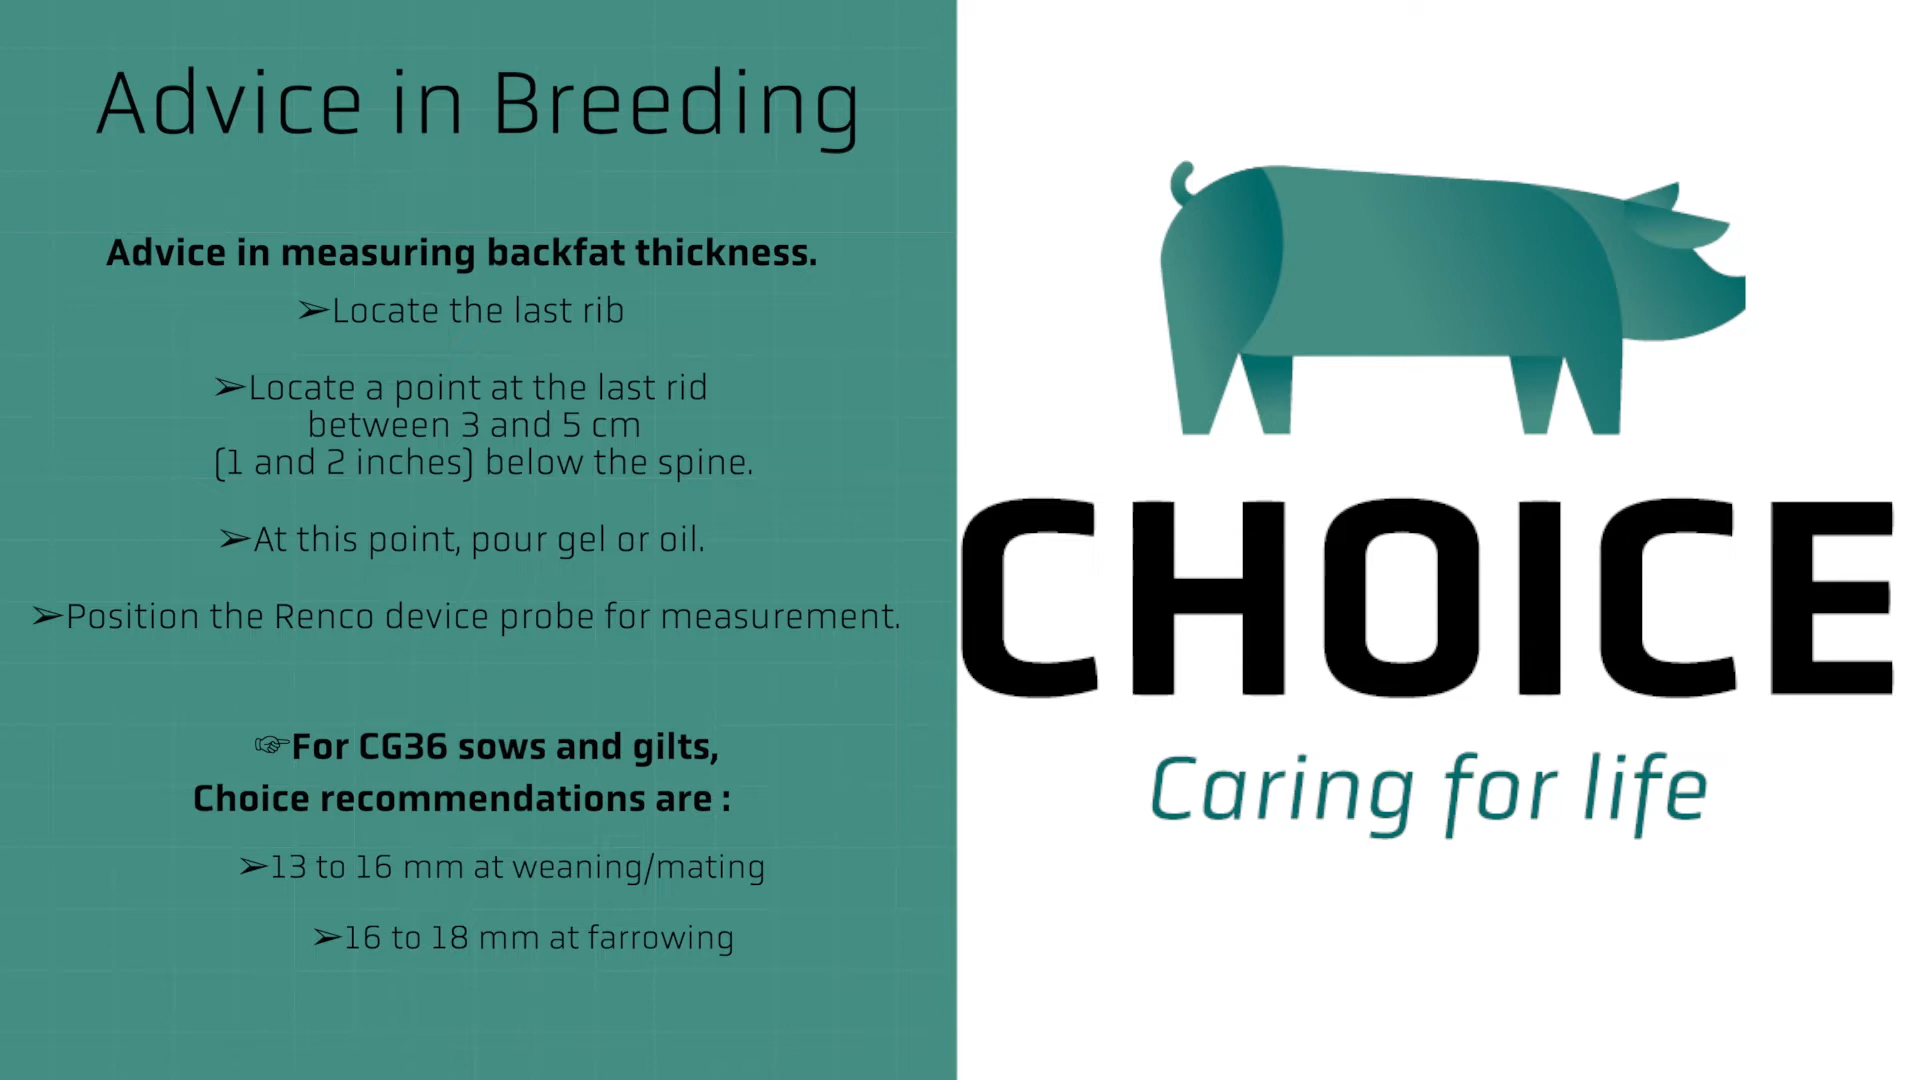 Advice in Breeding
Advice in measuring backfat thickness.
➢Locate the last rib
➢Locate a point at the last rid
between 3 and 5 cm
(1 and 2 inches) below the spine.
➢At this point, pour gel or oil.
➢Position the Renco device probe for measurement.
☞For CG36 sows and gilts,
Choice recommendations are :
➢13 to 16 mm at weaning/mating
➢16 to 18 mm at farrowing
CHOICE
Caring for life